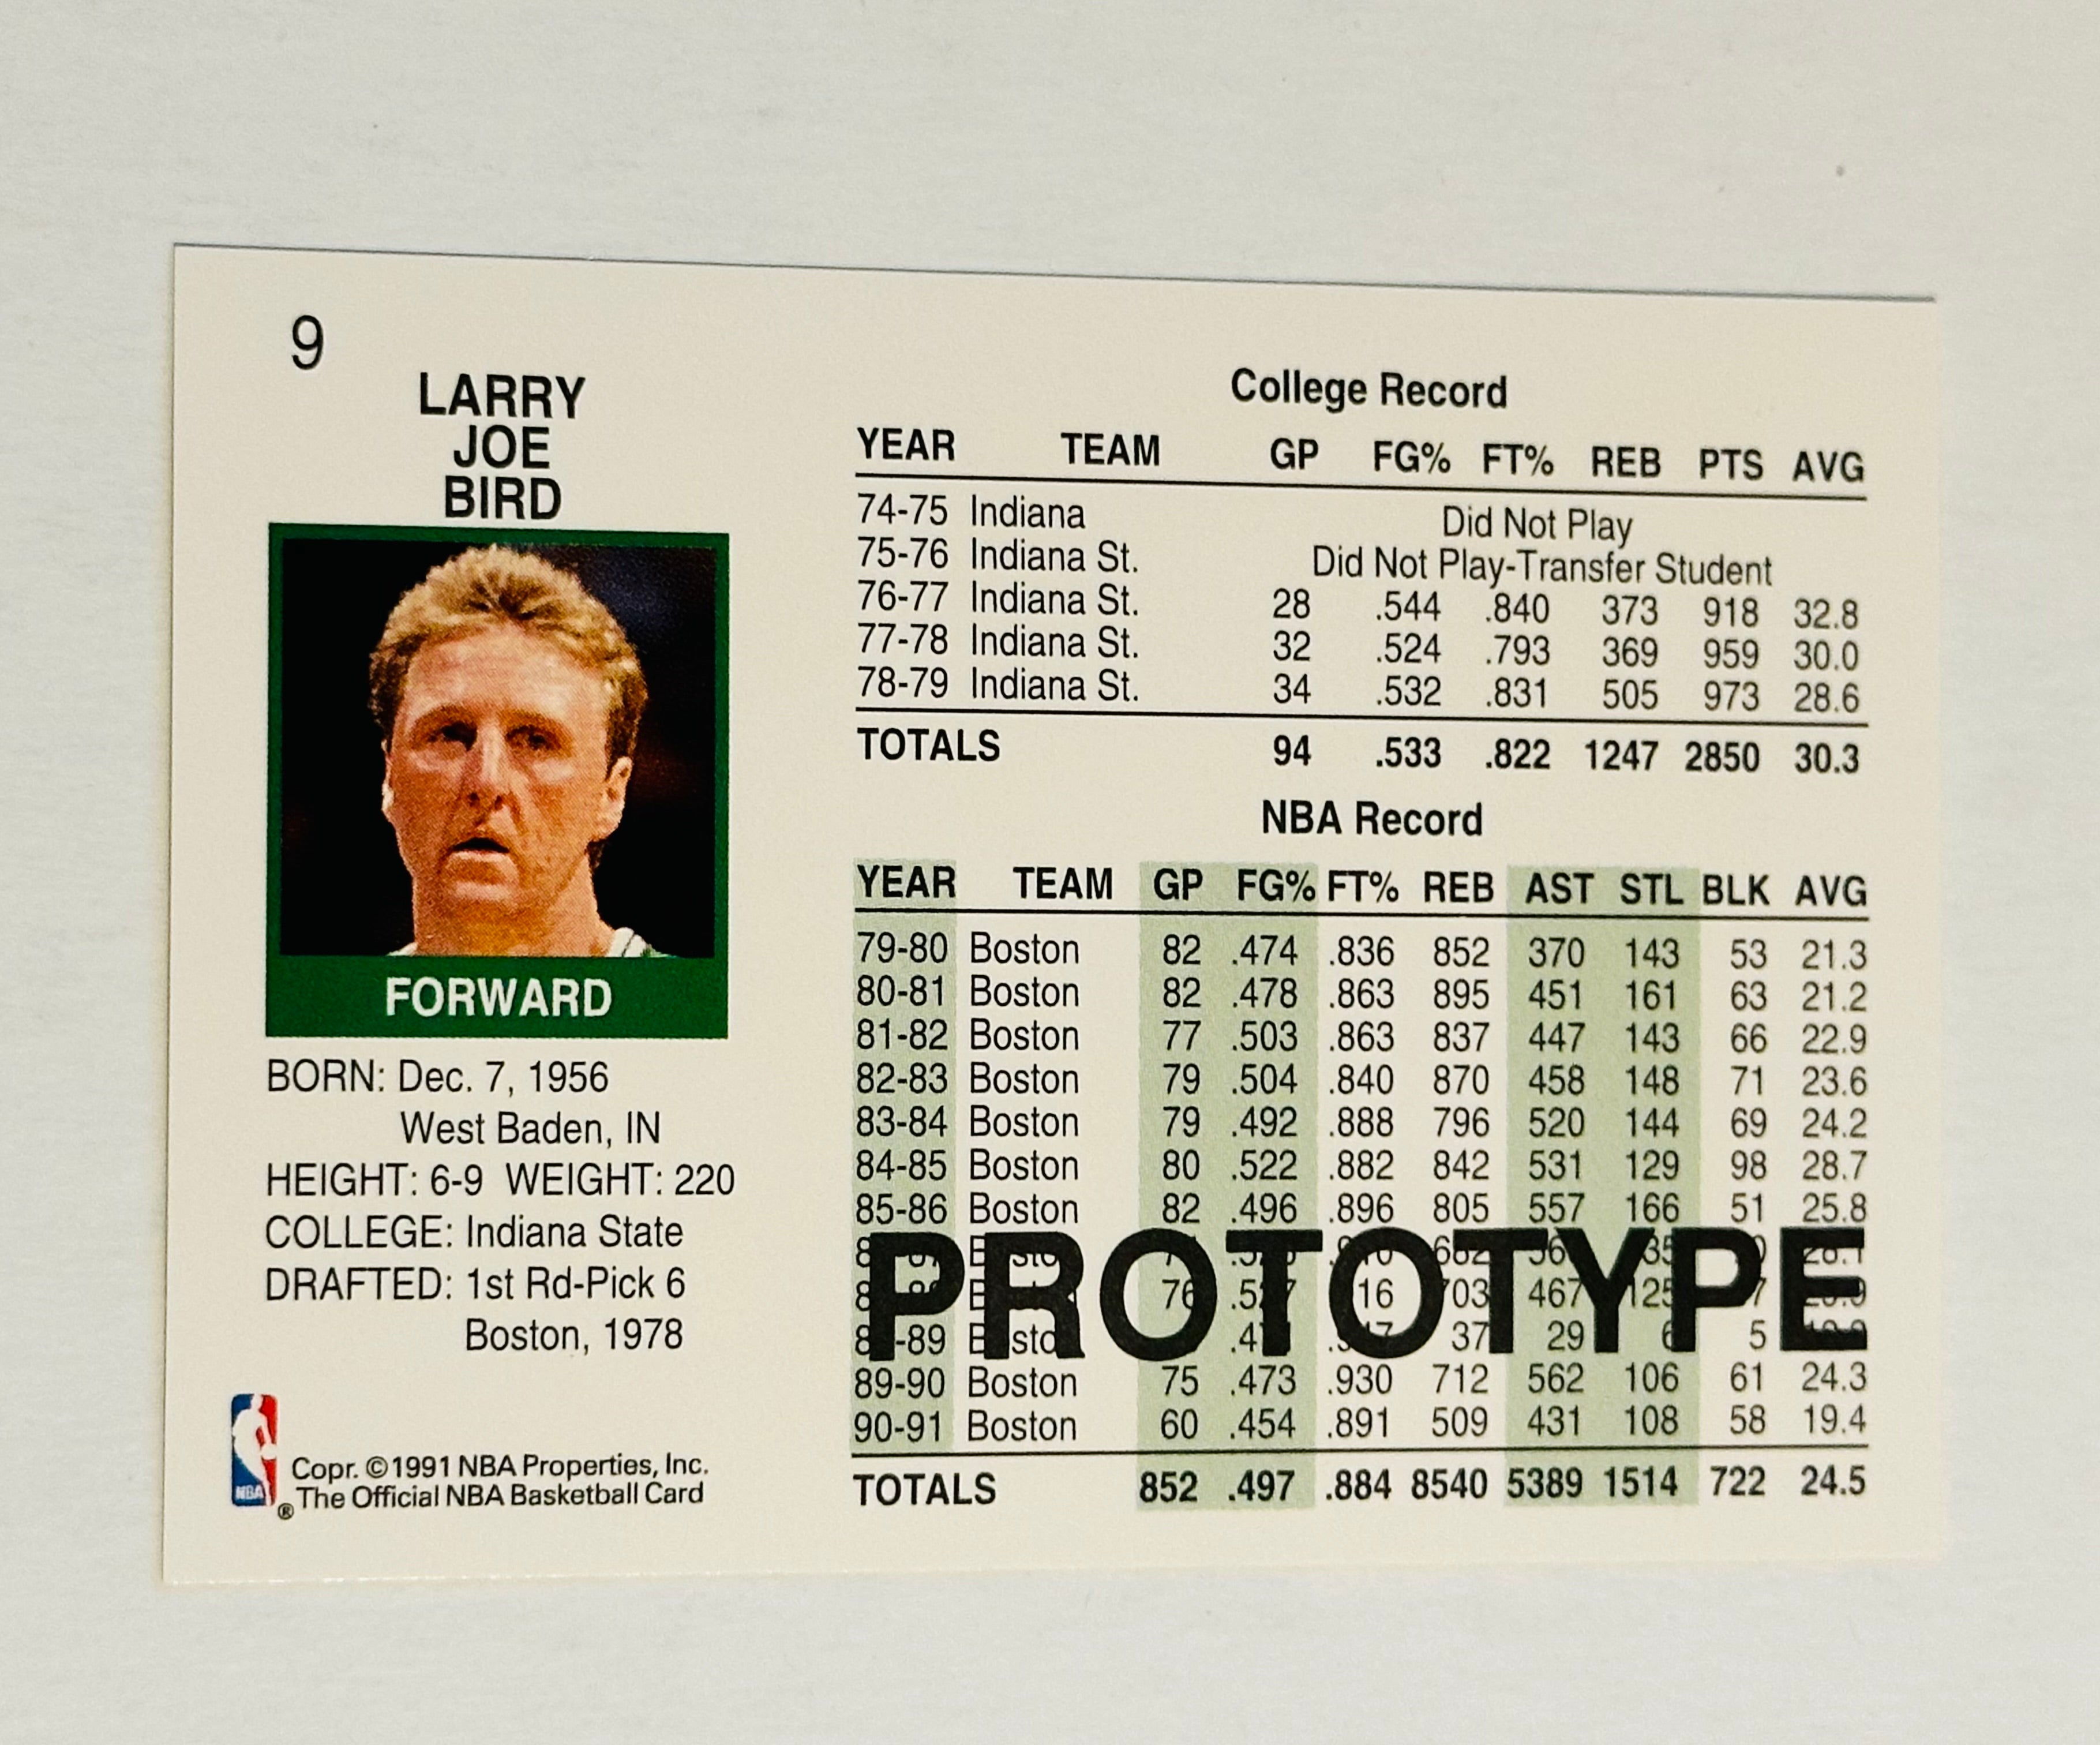 9
LARRY
JOE
BIRD
FORWARD
BORN: Dec. 7, 1956
West Baden, IN
HEIGHT: 6-9 WEIGHT: 220
COLLEGE: Indiana State
DRAFTED: 1st Rd-Pick 6
Boston, 1978
NBA
®
Copr. ©1991 NBA Properties, Inc.
The Official NBA Basketball Card
College Record
YEAR TEAM GP FG% FT% REB PTS AVG
74-75 Indiana Did Not Play
75-76 Indiana St. Did Not Play-Transfer Student
76-77 Indiana St. 28 .544 .840 373 918 32.8
77-78 Indiana St. 32 .524 .793 369 959 30.0
78-79 Indiana St. 34 .532 .831 505 973 28.6
TOTALS 94 .533 .822 1247 2850 30.3
NBA Record
YEAR TEAM GP FG% FT% REB AST STL BLK AVG
79-80 Boston 82 .474 .836 852 370 143 53 21.3
80-81 Boston 82 .478 .863 895 451 161 63 21.2
81-82 Boston 77 .503 .863 837 447 143 66 22.9
82-83 Boston 79 .504 .840 870 458 148 71 23.6
83-84 Boston 79 .492 .888 796 520 144 69 24.2
84-85 Boston 80 .522 .882 842 531 129 98 28.7
85-86 Boston 82 .496 .896 805 557 166 51 25.8
PROTOTYPE
76 467
37 29 5
89-90 Boston 75 .473 .930 712 562 106 61 24.3
90-91 Boston 60 .454 .891 509 431 108 58 19.4
TOTALS 852 .497 .884 8540 5389 1514 722 24.5